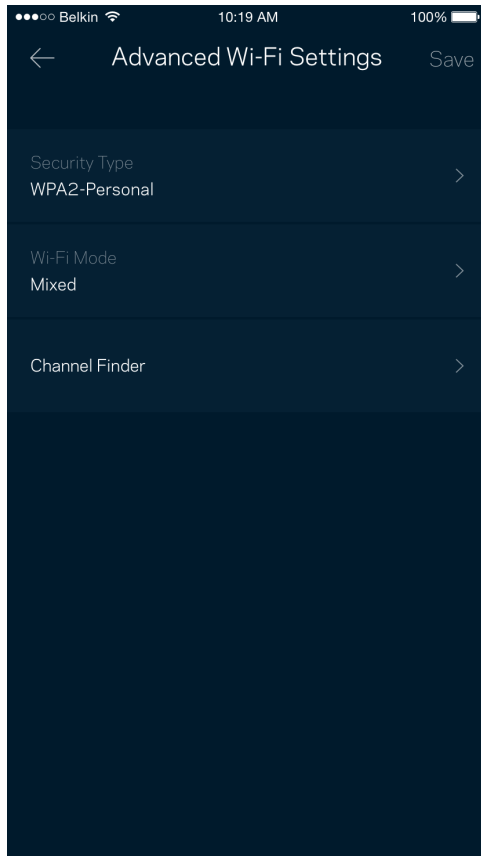 Belkin 10:19 AM 100%
Advanced Wi-Fi Settings Save
Security Type
WPA2-Personal
Wi-Fi Mode
Mixed
Channel Finder